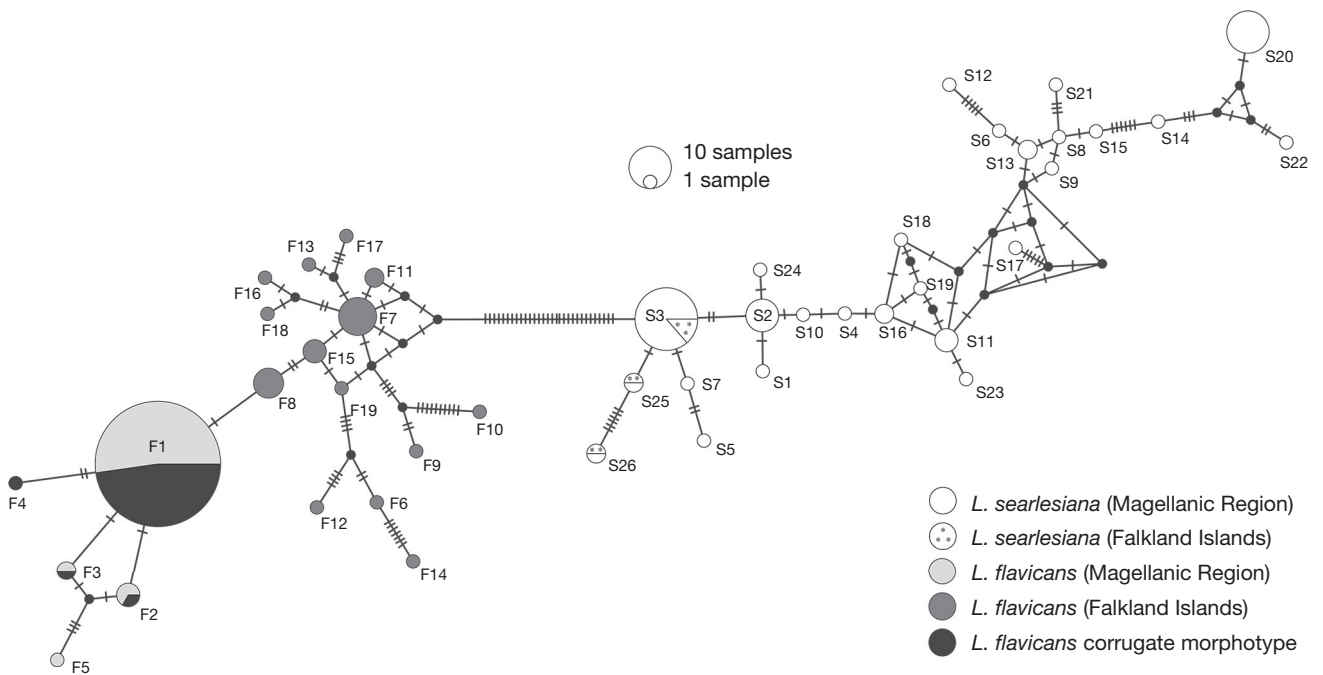 S20
S12
S21
S6
S8
S15
S14
S22
S13
S9
10 samples
1 sample
S18
S17
S19
F17
F13
F11
F16
F18
F7
S24
S3
S2
S10
S4
S16
S11
F15
S1
S23
F8
F19
S25
S7
F10
S5
F9
S26
F1
F4
F12
F6
F14
F3
F2
F5
L. searlesiana (Magellanic Region)
L. searlesiana (Falkland Islands)
L. flavicans (Magellanic Region)
L. flavicans (Falkland Islands)
L. flavicans corrugate morphotype